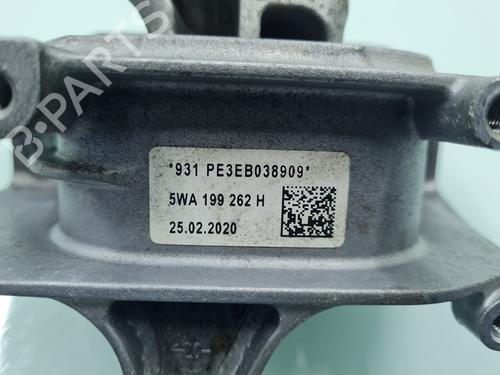 B-PARTS
*931 PE3EB038909*
5WA 199 262 H
25.02.2020